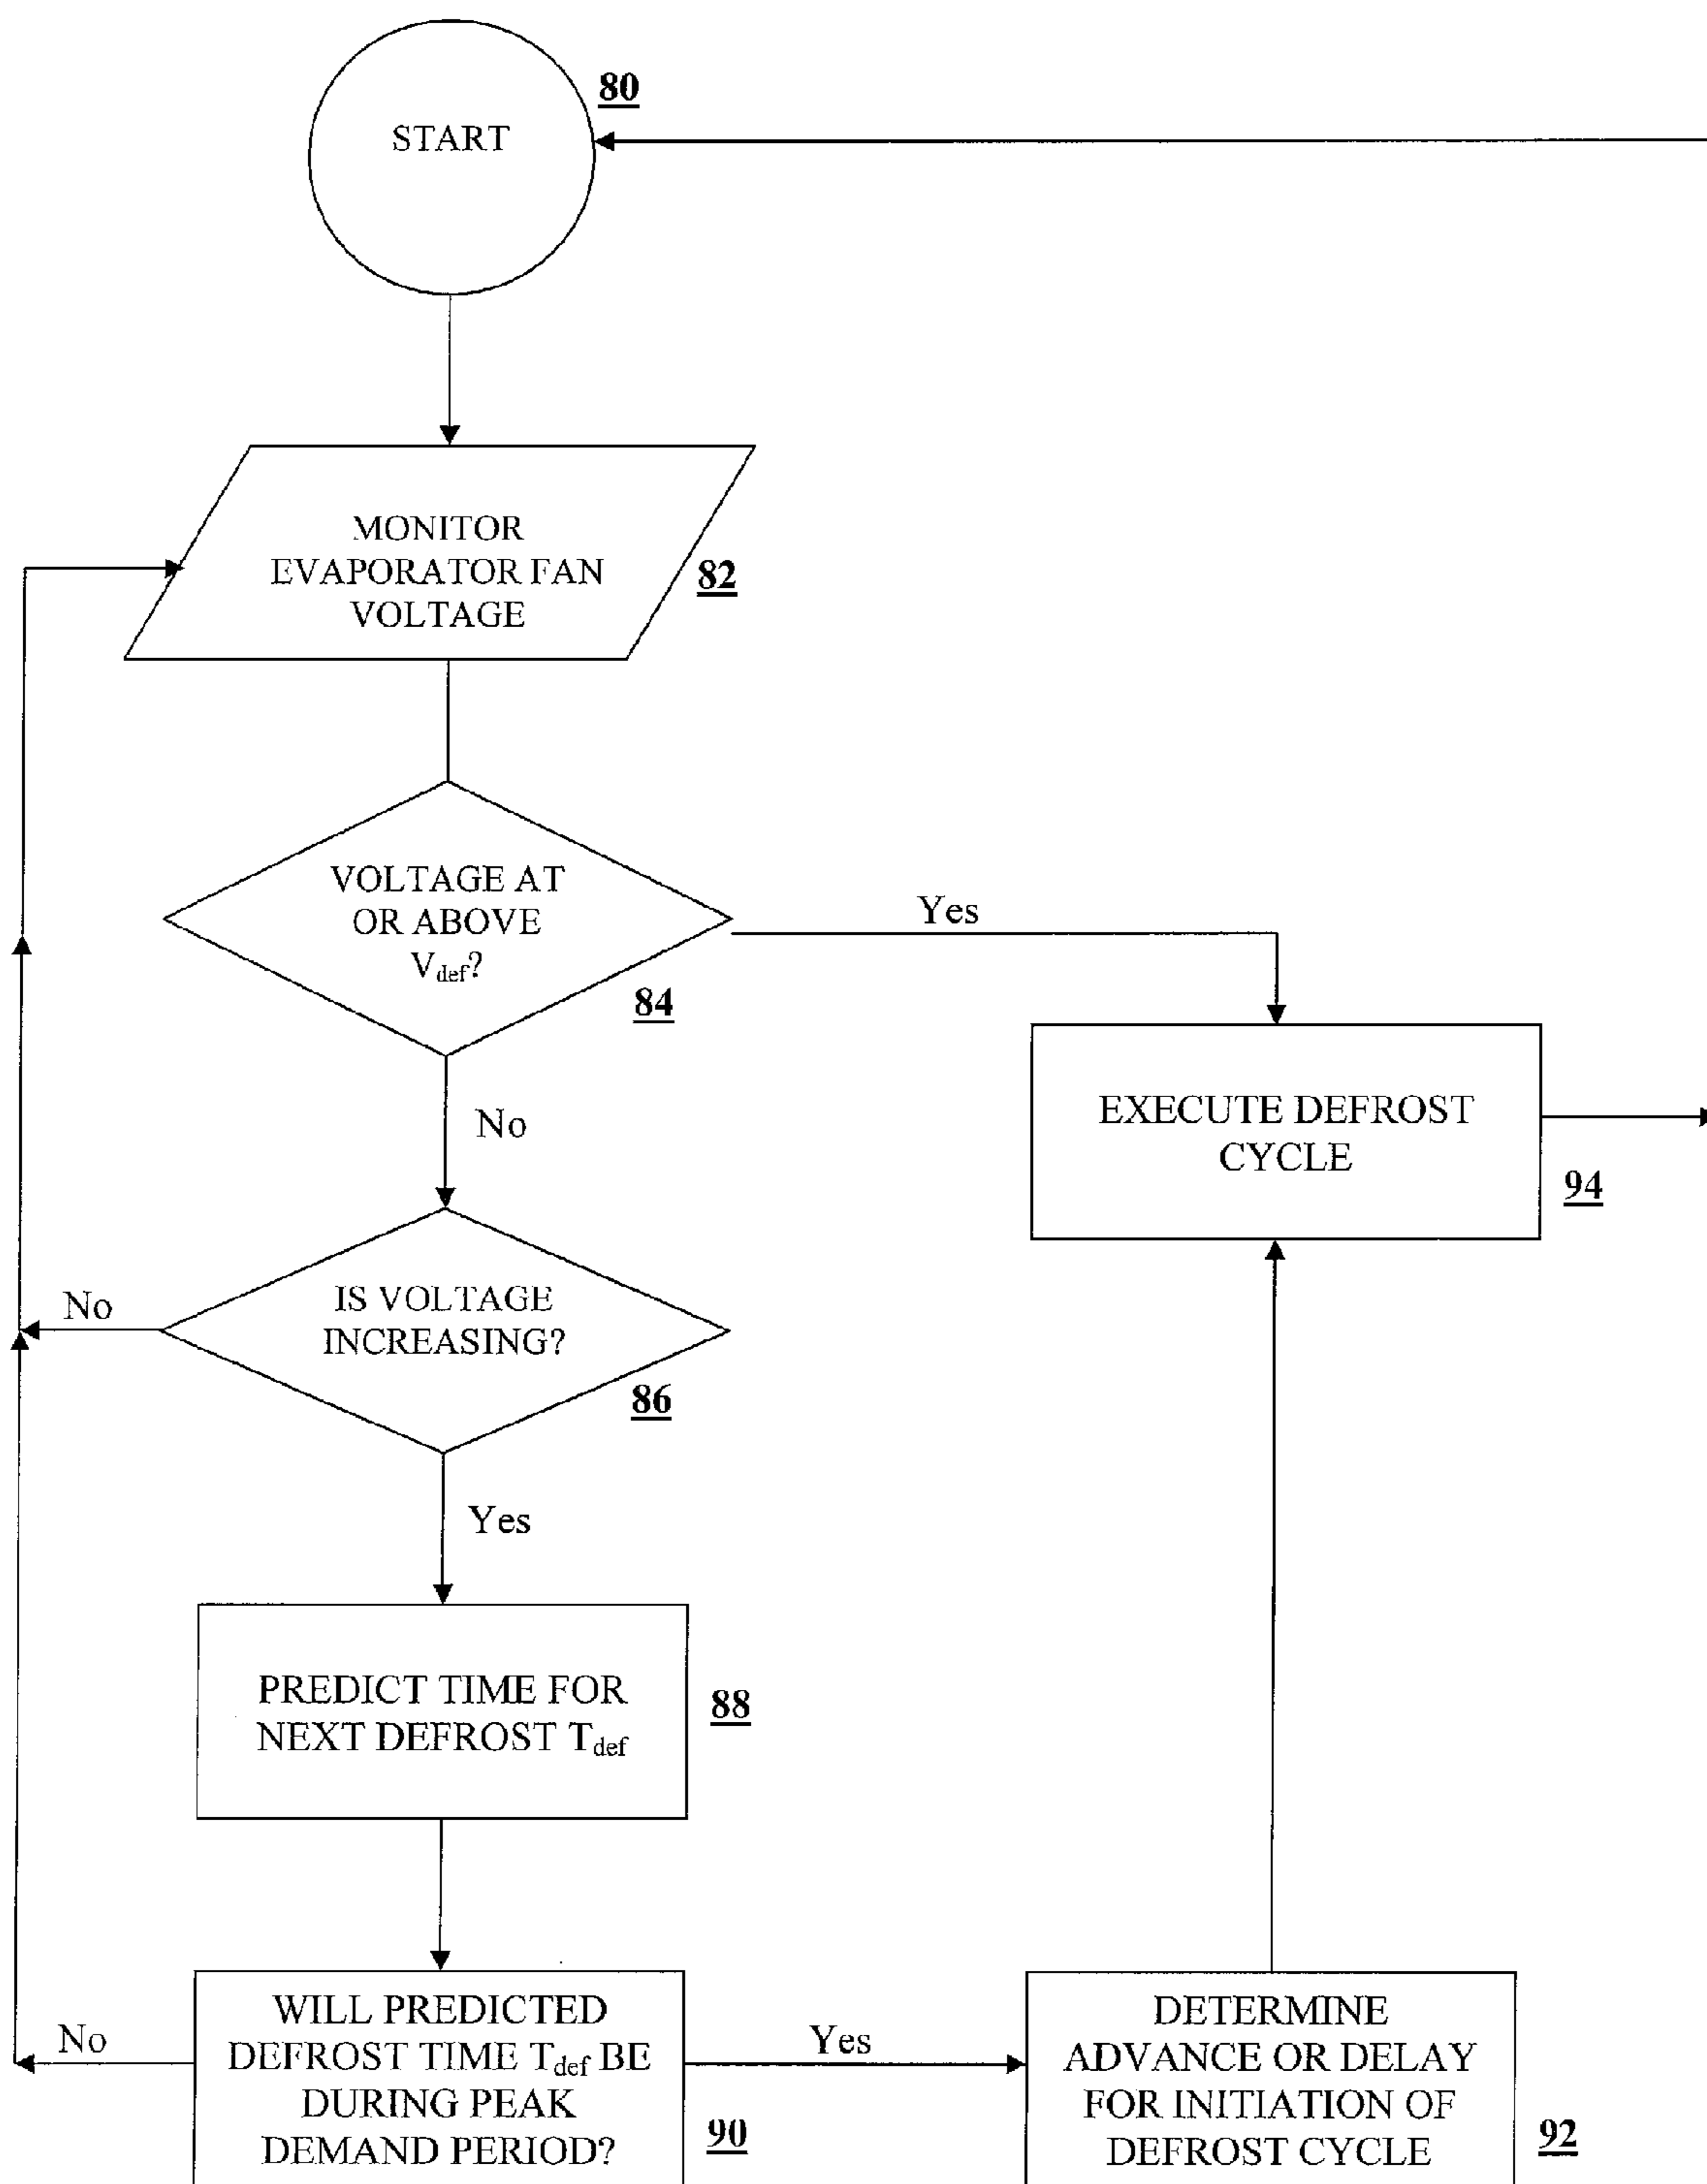 START
80
MONITOR
EVAPORATOR FAN
VOLTAGE
82
VOLTAGE AT
OR ABOVE
Vdef?
84
Yes
No
EXECUTE DEFROST
CYCLE
94
IS VOLTAGE
INCREASING?
86
No
Yes
PREDICT TIME FOR
NEXT DEFROST Tdef
88
WILL PREDICTED
DEFROST TIME Tdef BE
DURING PEAK
DEMAND PERIOD?
90
No
Yes
DETERMINE
ADVANCE OR DELAY
FOR INITIATION OF
DEFROST CYCLE
92